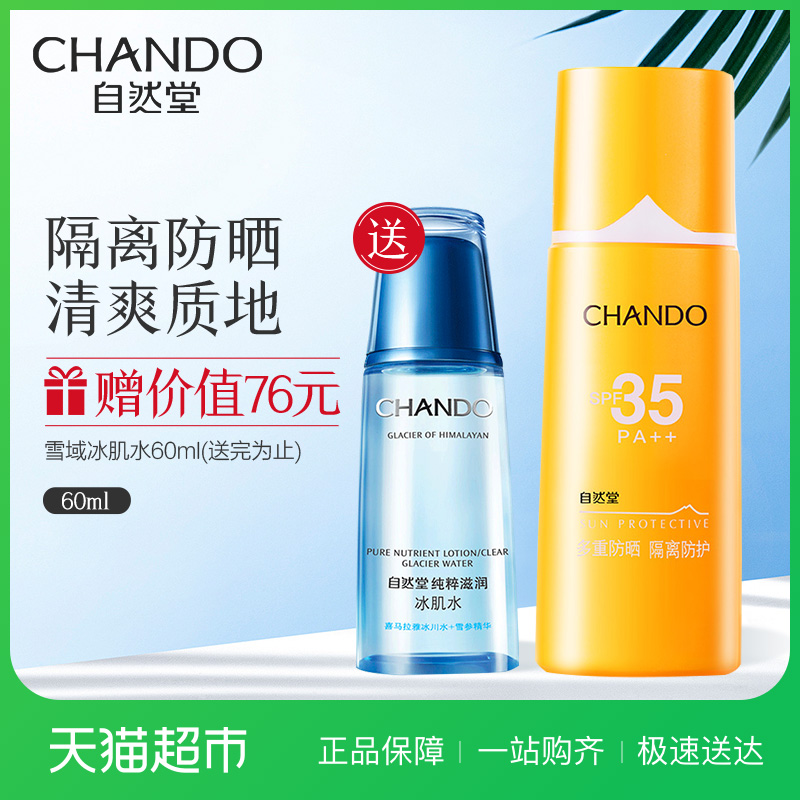 CHANDO
自然堂
隔离防晒
清爽质地
赠价值76元
雪域冰肌水60ml(送完为止)
60ml
送
CHANDO
GLACIER OF HIMALAYAN
PURE NUTRIENT LOTION/CLEAR
GLACIER WATER
自然堂 纯粹滋润
冰肌水
喜马拉雅冰川水+雪参精华
CHANDO
SPF35
PA++
自然堂
SUN PROTECTIVE
多重防晒 隔离防护
天猫超市
正品保障 | 一站购齐 | 极速送达